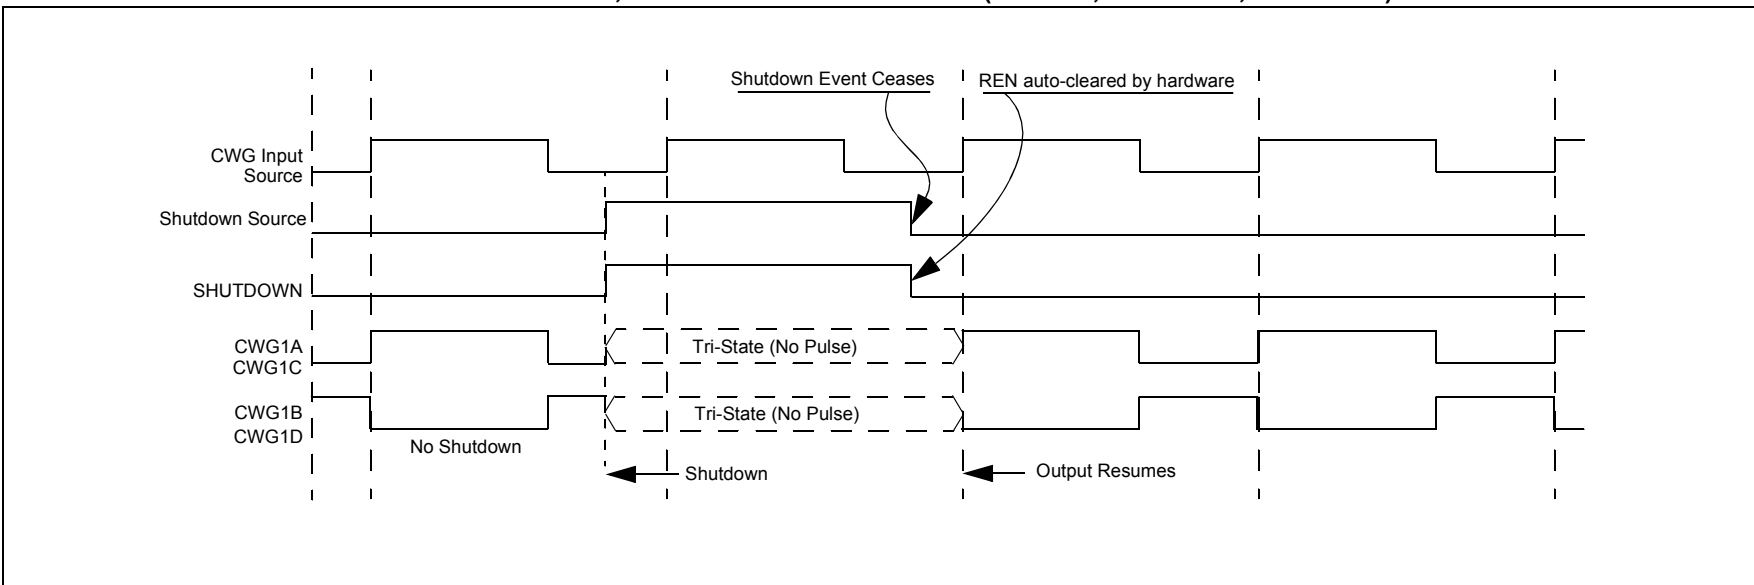 Shutdown Event Ceases
REN auto-cleared by hardware
CWG Input
Source
Shutdown Source
SHUTDOWN
CWG1A
CWG1C
Tri-State (No Pulse)
CWG1B
CWG1D
Tri-State (No Pulse)
No Shutdown
Shutdown
Output Resumes